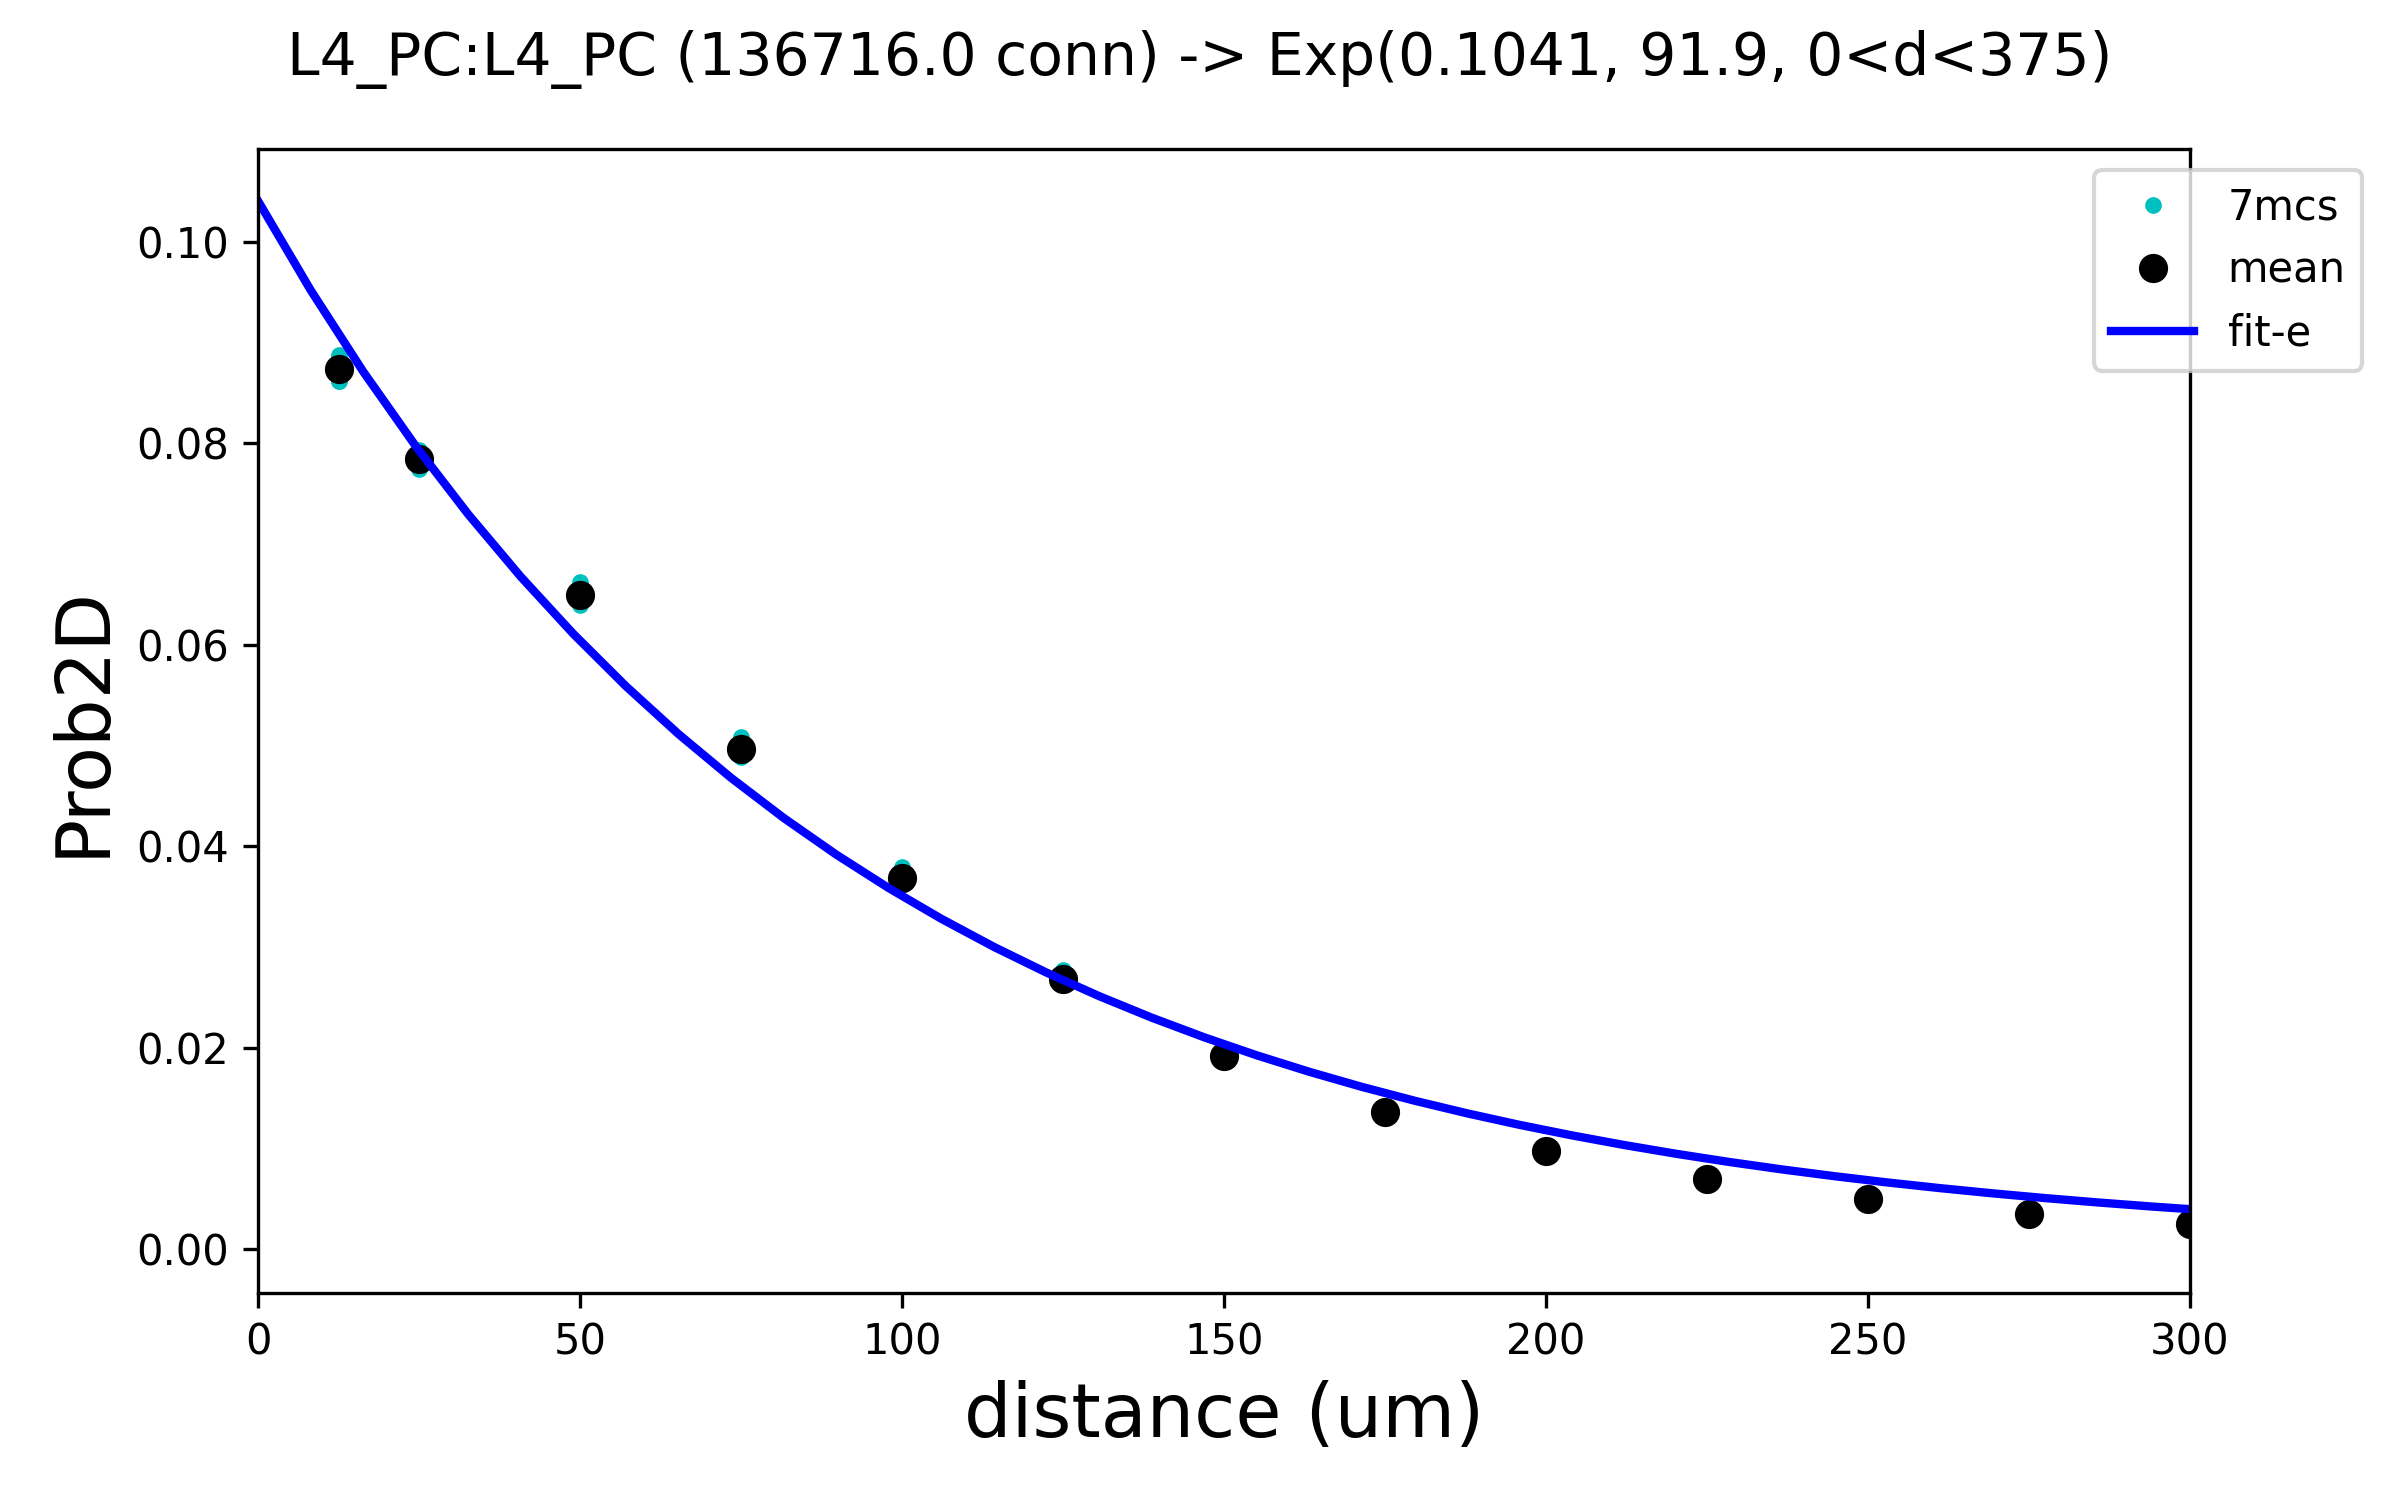 L4_PC:L4_PC (136716.0 conn) -> Exp(0.1041, 91.9, 0<d<375)
7mcs
mean
fit-e
Prob2D
0.10
0.08
0.06
0.04
0.02
0.00
0 50 100 150 200 250 300
distance (um)